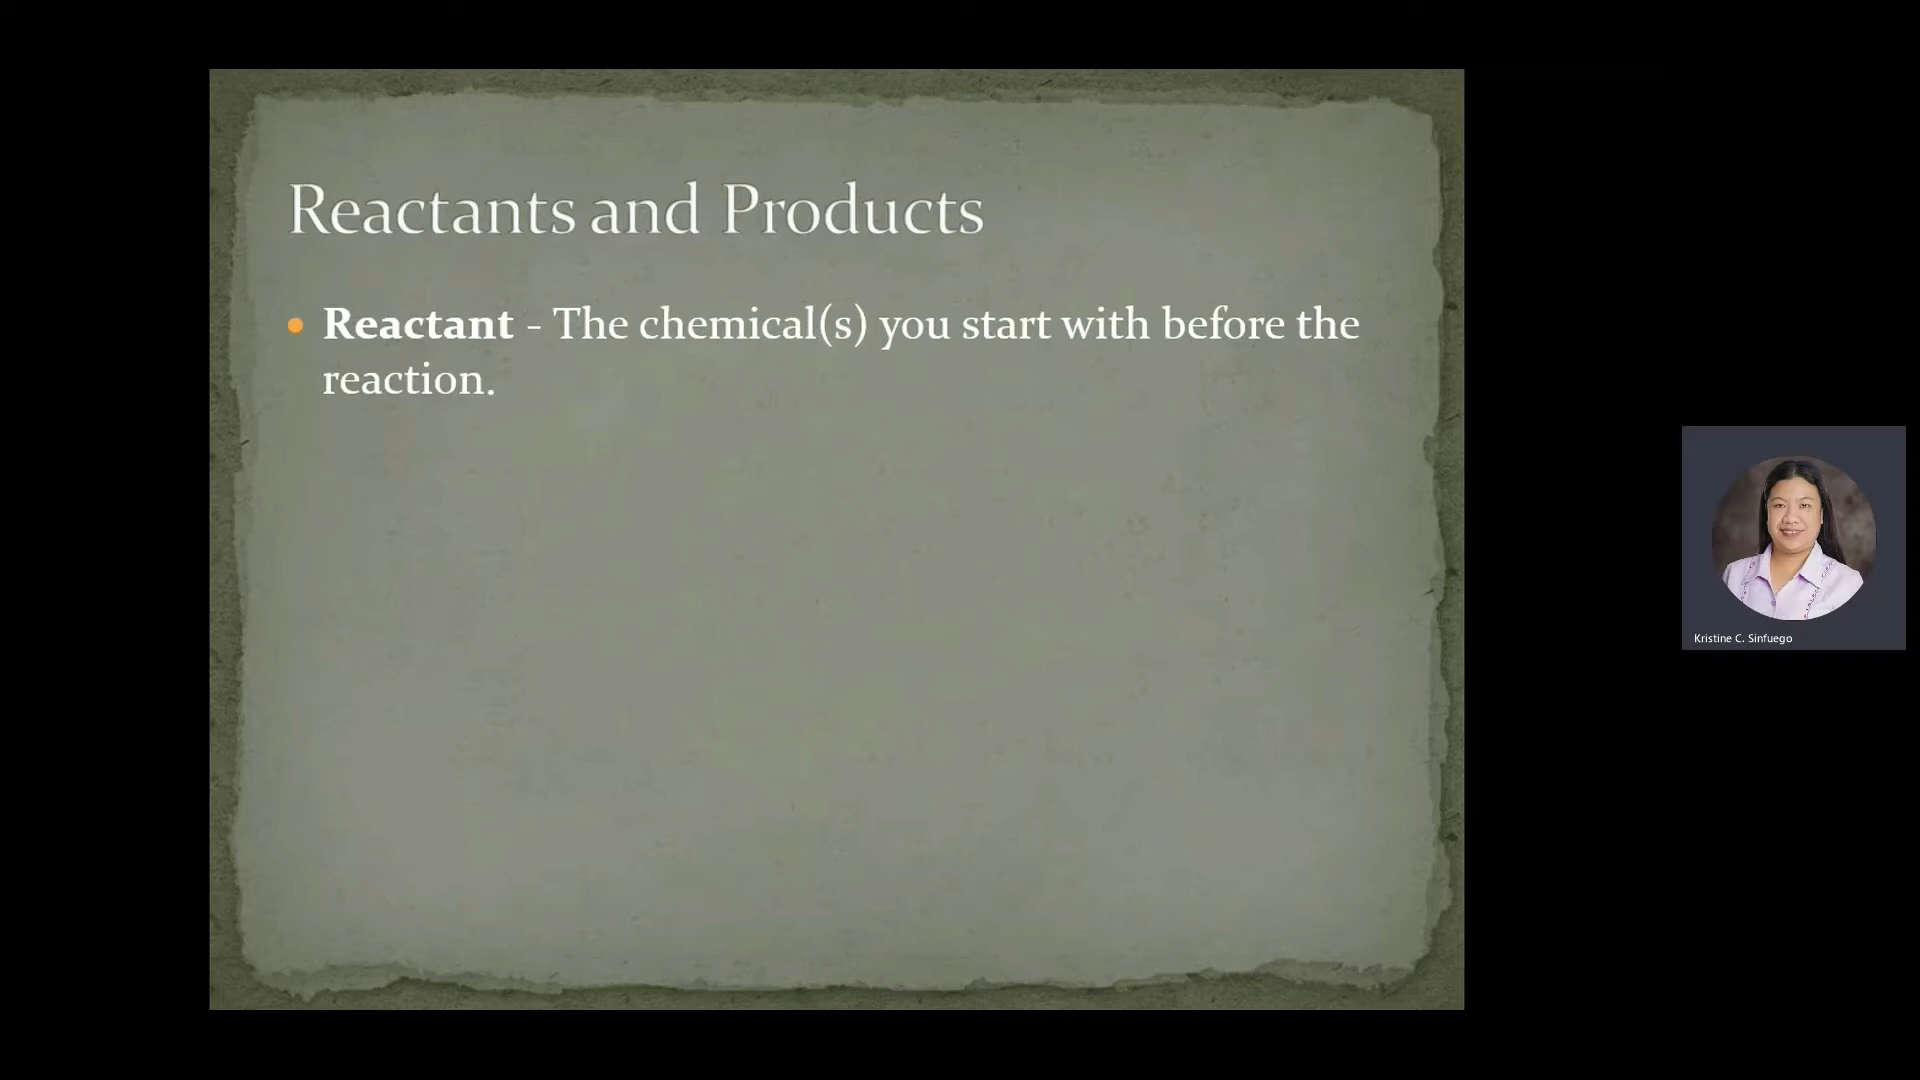 Reactants and Products
Reactant - The chemical(s) you start with before the
reaction.
Kristine C. Sinfuego